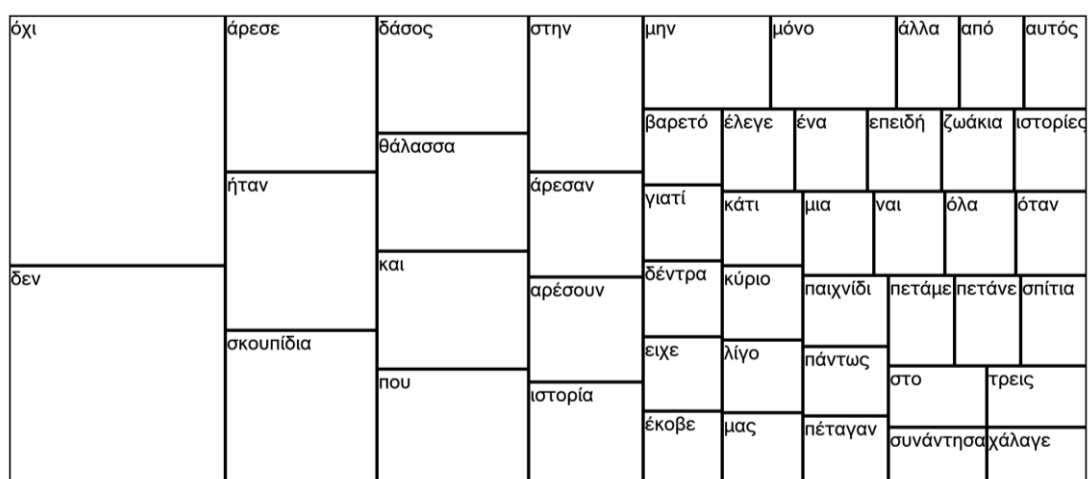 όχι
άρεσε
δάσος
στην
μην
μόνο
άλλα
από
αυτός
βαρετό
έλεγε
ένα
επειδή
ζωάκια
ιστορίες
θάλασσα
ήταν
άρεσαν
γιατί
κάτι
μια
ναι
όλα
όταν
δεν
και
αρέσουν
δέντρα
κύριο
παιχνίδι
πετάμε
πετάνε
σπίτια
σκουπίδια
ειχε
λίγο
πάντως
που
ιστορία
στο
τρεις
έκοβε
μας
πέταγαν
συνάντησα
χάλαγε